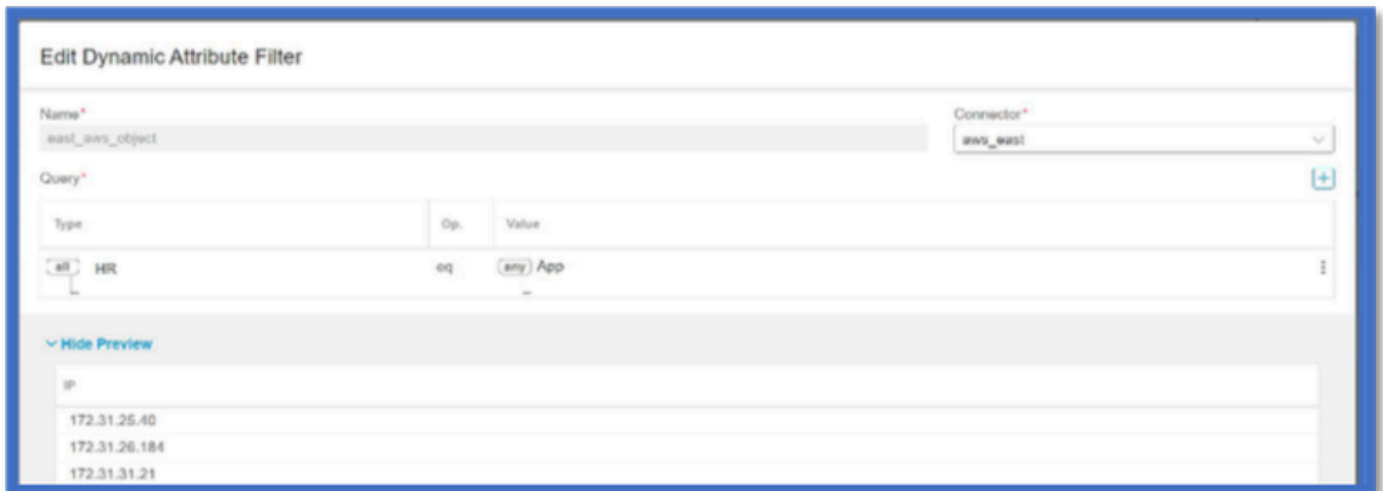 Edit Dynamic Attribute Filter
Name*
Connector*
east_aws_object
aws_east
Query*
Type Op. Value
all HR eq any App
Hide Preview
IP
172.31.25.40
172.31.26.184
172.31.31.21